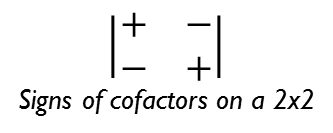 |+ −|
|− +|
Signs of cofactors on a 2x2